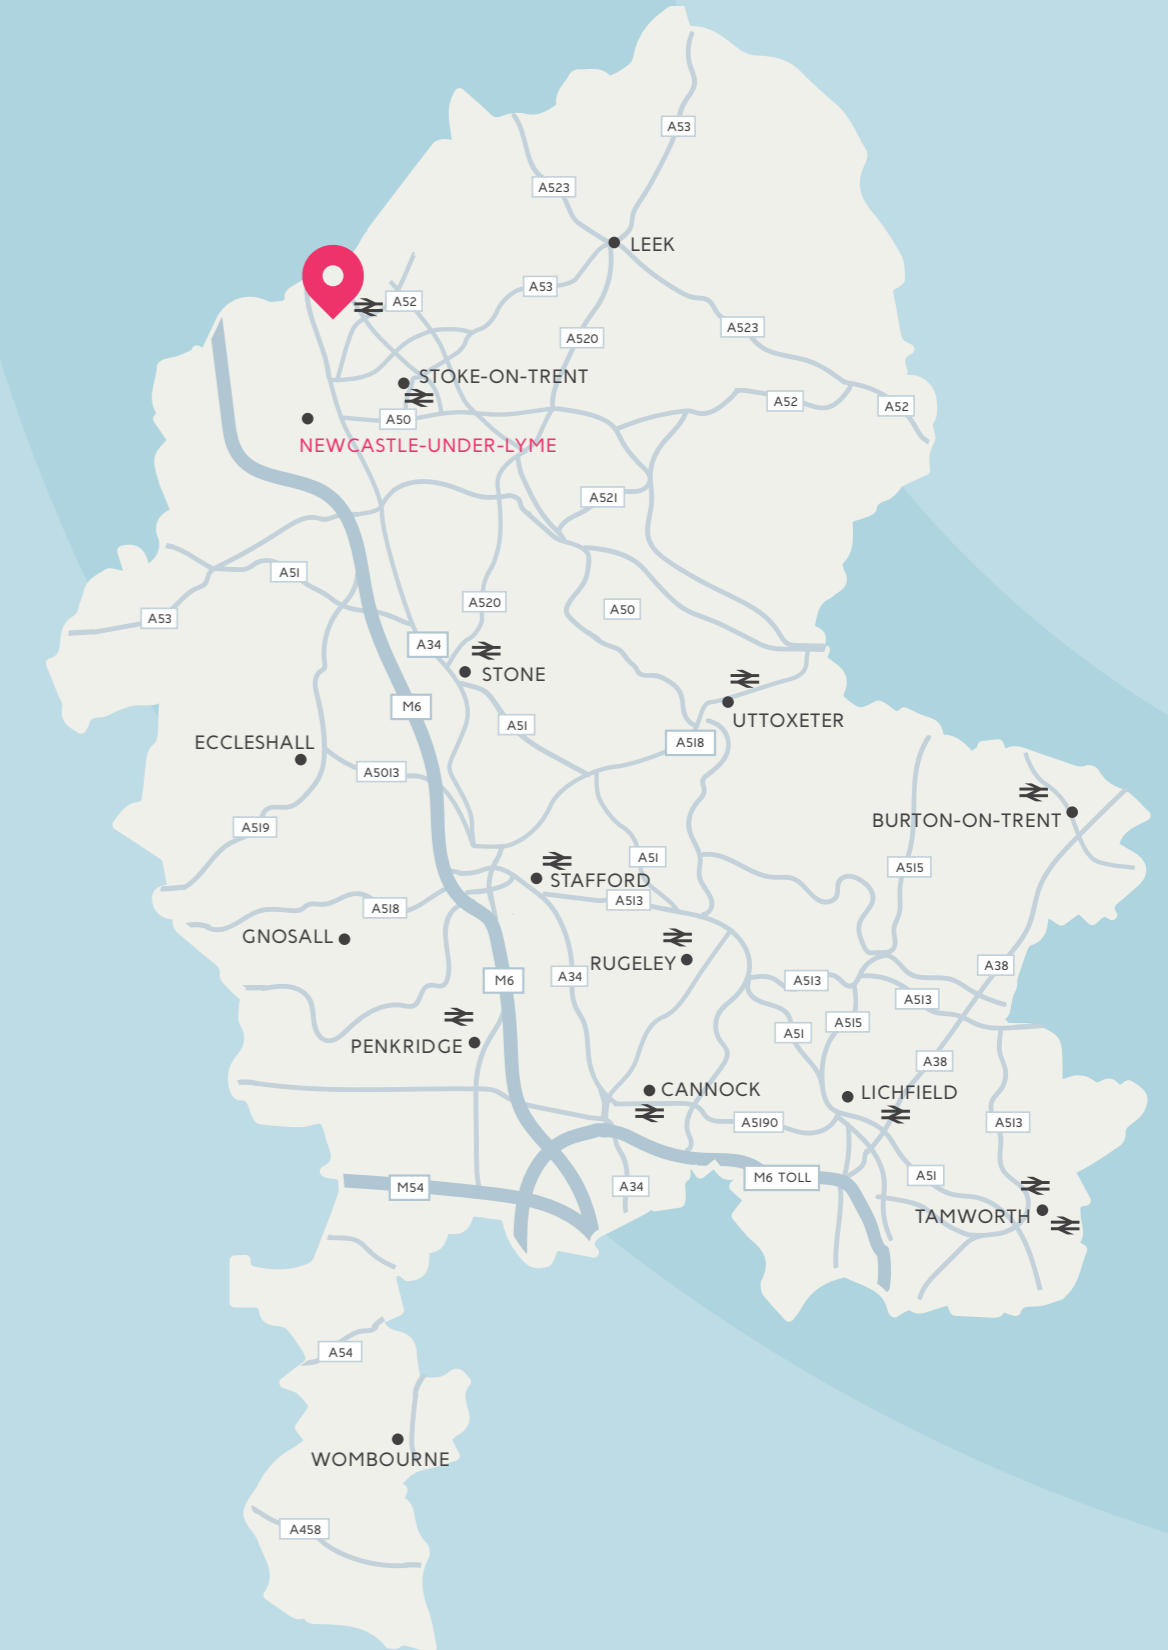 A53
A523
LEEK
A53
A52
A523
A520
STOKE-ON-TRENT
A52
A52
A50
NEWCASTLE-UNDER-LYME
A521
A51
A520
A50
A53
A34
STONE
M6
UTTOXETER
A51
A518
ECCLESHALL
A5013
BURTON-ON-TRENT
A519
A51
A515
STAFFORD
A513
A518
GNOSALL
RUGELEY
A38
A34
M6
A513
A513
A515
A51
PENKRIDGE
A38
CANNOCK
LICHFIELD
A5190
A513
A51
M6 TOLL
M54
A34
TAMWORTH
A54
WOMBOURNE
A458